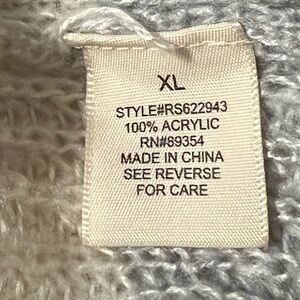 XL
STYLE#RS622943
100% ACRYLIC
RN#89354
MADE IN CHINA
SEE REVERSE
FOR CARE